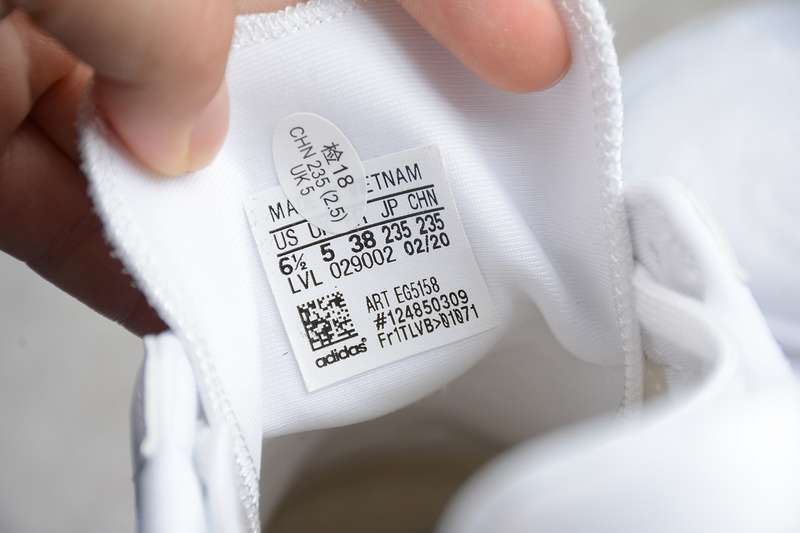 检18
CHN 235 (2.5)
UK 5
MA ETNAM
US U JP CHN
6½ 5 38 235 235
LVL 029002 02/20
ART EG5158
#124850309
Fr1TLVB>01071
adidas